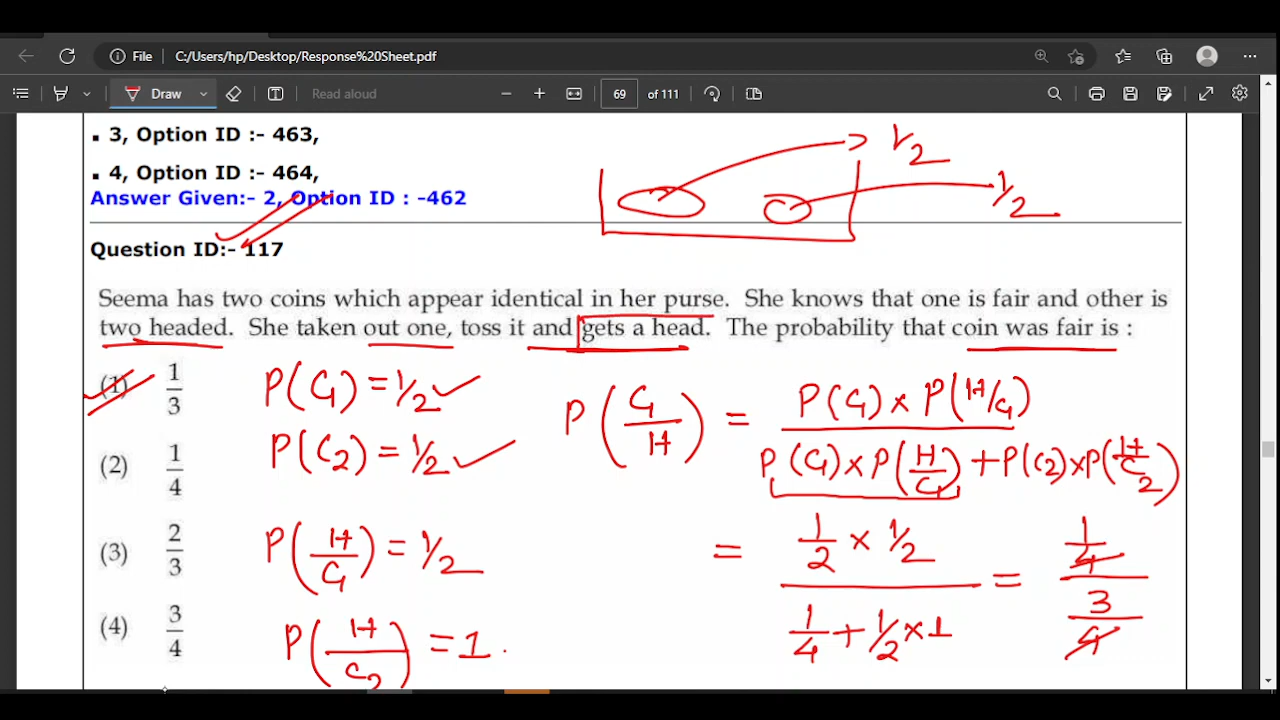 File C:/Users/hp/Desktop/Response%20Sheet.pdf
Draw Read aloud 69 of 111
▪ 3, Option ID :- 463,
▪ 4, Option ID :- 464,
Answer Given:- 2, Option ID : -462
1/2
1/2
Question ID:- 117
Seema has two coins which appear identical in her purse. She knows that one is fair and other is
two headed. She taken out one, toss it and gets a head. The probability that coin was fair is :
(1) 1/3
(2) 1/4
(3) 2/3
(4) 3/4
P(C1) = 1/2
P(C2) = 1/2
P(H/C1) = 1/2
P(H/C2) = 1
P(C1/H) = P(C1) × P(H/C1)
P(C1) × P(H/C1) + P(C2) × P(H/C2)
= 1/2 × 1/2
1/4 + 1/2 × 1
= 1/4
3/4